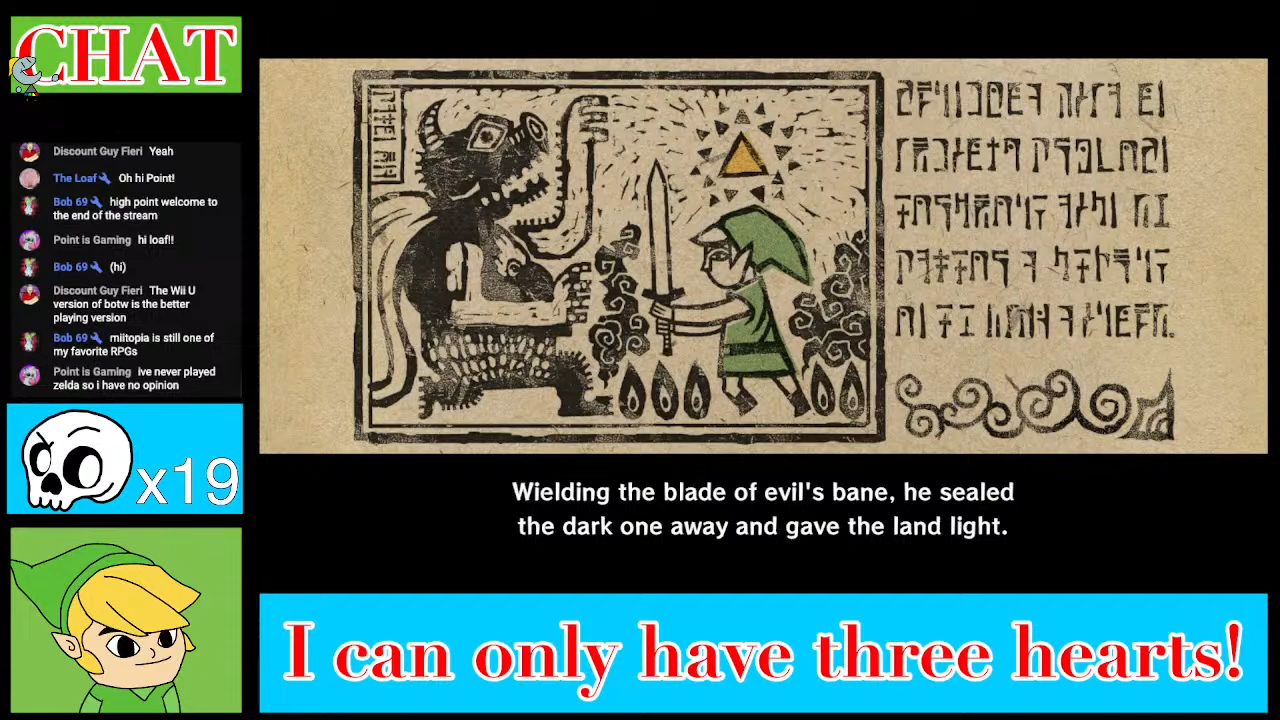 CHAT
Discount Guy Fieri Yeah
The Loaf Oh hi Point!
Bob 69 high point welcome to
the end of the stream
Point is Gaming hi loaf!!
Bob 69 (hi)
Discount Guy Fieri The Wii U
version of botw is the better
playing version
Bob 69 miitopia is still one of
my favorite RPGs
Point is Gaming ive never played
zelda so i have no opinion
x19
Wielding the blade of evil's bane, he sealed
the dark one away and gave the land light.
I can only have three hearts!